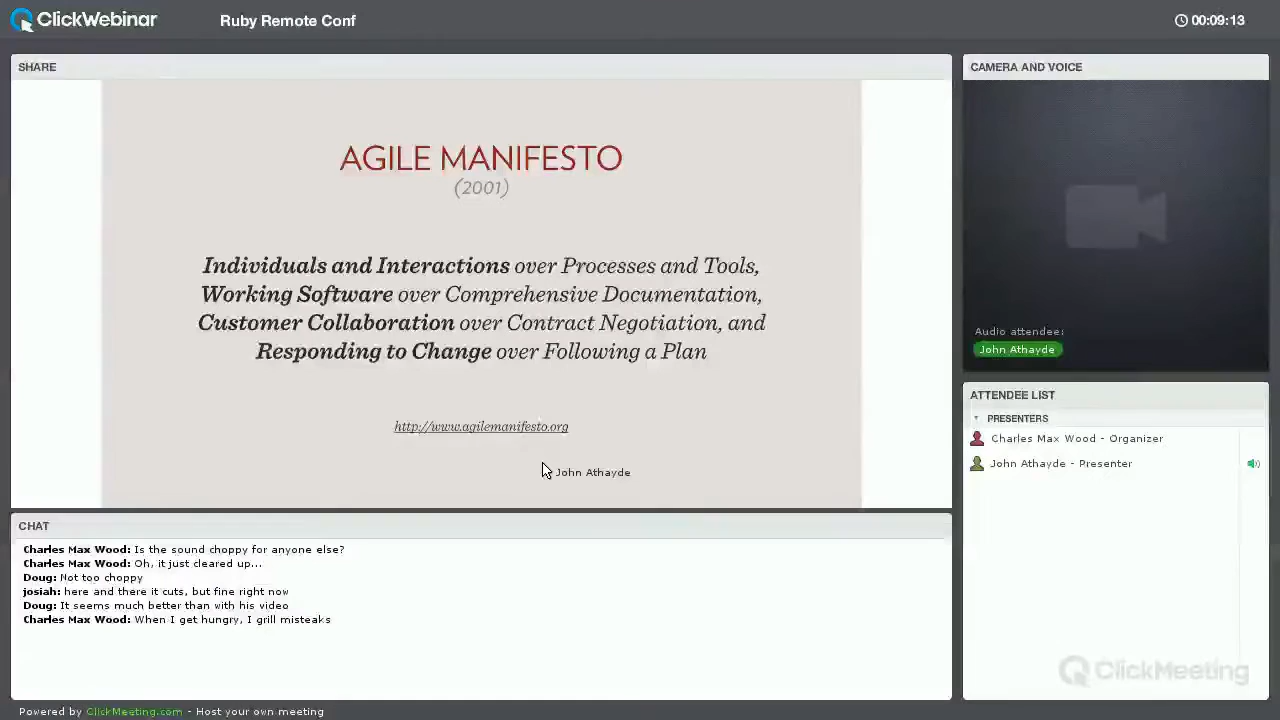 ClickWebinar
Ruby Remote Conf
00:09:13
SHARE
AGILE MANIFESTO
(2001)
Individuals and Interactions over Processes and Tools,
Working Software over Comprehensive Documentation,
Customer Collaboration over Contract Negotiation, and
Responding to Change over Following a Plan
http://www.agilemanifesto.org
John Athayde
CAMERA AND VOICE
Audio attendee:
John Athayde
ATTENDEE LIST
PRESENTERS
Charles Max Wood - Organizer
John Athayde - Presenter
CHAT
Charles Max Wood: Is the sound choppy for anyone else?
Charles Max Wood: Oh, it just cleared up...
Doug: Not too choppy
josiah: here and there it cuts, but fine right now
Doug: It seems much better than with his video
Charles Max Wood: When I get hungry, I grill misteaks
ClickMeeting
Powered by ClickMeeting.com - Host your own meeting